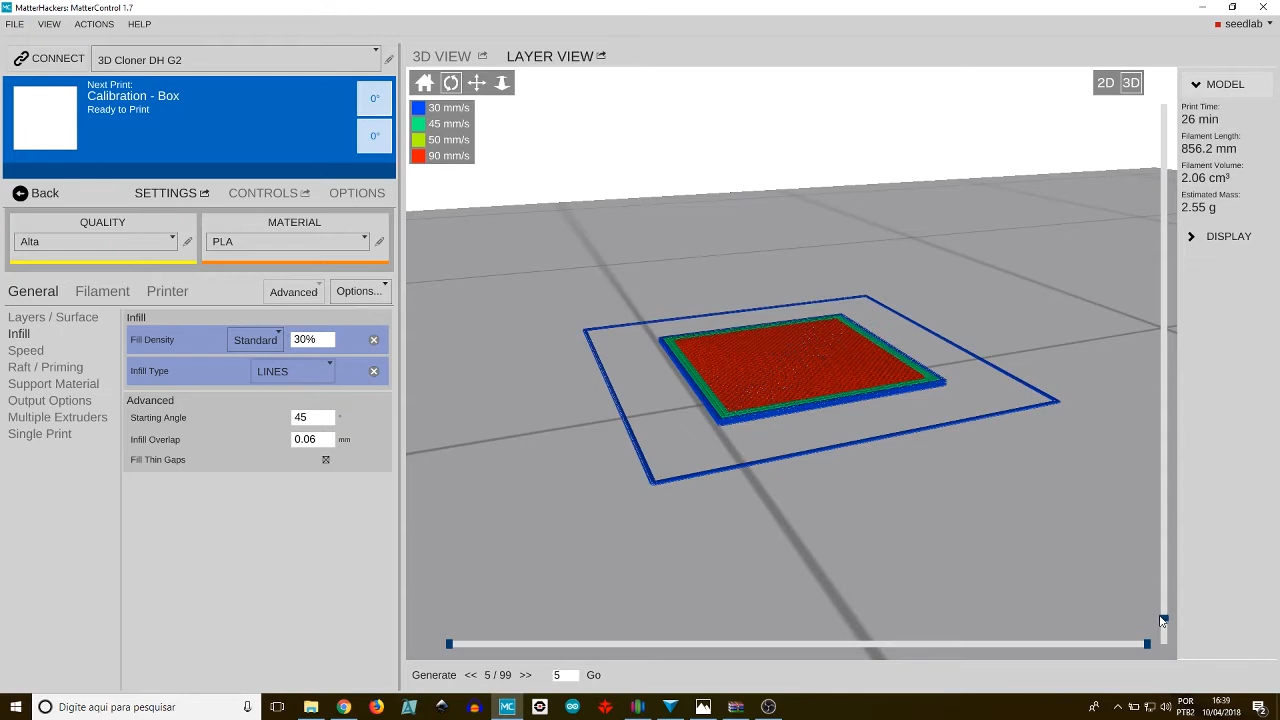 MatterHackers: MatterControl 1.7
FILE VIEW ACTIONS HELP
seedlab
CONNECT
3D Cloner DH G2
Next Print:
Calibration - Box
Ready to Print
0°
0°
Back
SETTINGS
CONTROLS
OPTIONS
QUALITY
MATERIAL
Alta
PLA
General
Filament
Printer
Advanced
Options...
Layers / Surface
Infill
Speed
Raft / Priming
Support Material
Output Options
Multiple Extruders
Single Print
Infill
Fill Density
Standard
30%
Infill Type
LINES
Advanced
Starting Angle
45
°
Infill Overlap
0.06
mm
Fill Thin Gaps
3D VIEW
LAYER VIEW
2D
3D
30 mm/s
45 mm/s
50 mm/s
90 mm/s
Generate
<<
5 / 99
>>
5
Go
MODEL
Print Time:
26 min
Filament Length:
856.2 mm
Filament Volume:
2.06 cm³
Estimated Mass:
2.55 g
DISPLAY
Digite aqui para pesquisar
MC
POR
PTB2
16:39
10/04/2018